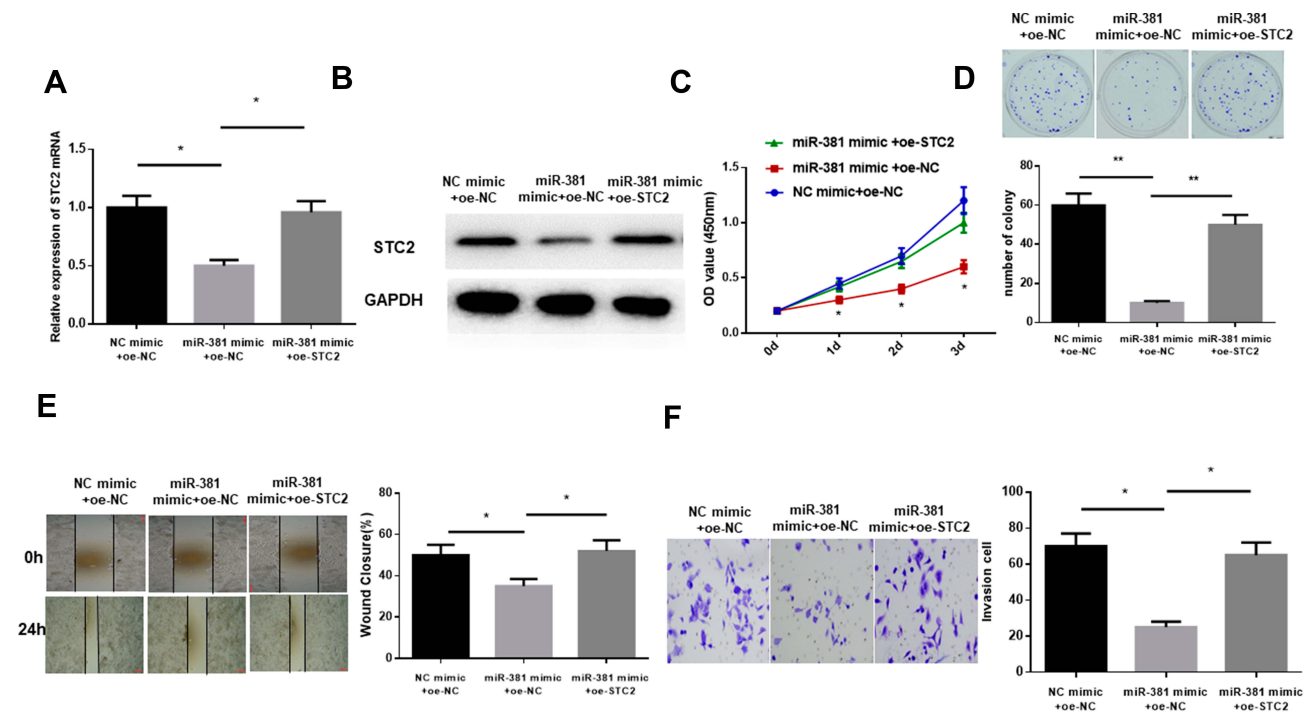 A
Relative expression of STC2 mRNA
1.5
1.0
0.5
0.0
*
*
NC mimic
+oe-NC
miR-381 mimic
+oe-NC
miR-381 mimic
+oe-STC2
B
NC mimic
+oe-NC
miR-381
mimic+oe-NC
miR-381 mimic
+oe-STC2
STC2
GAPDH
C
miR-381 mimic +oe-STC2
miR-381 mimic +oe-NC
NC mimic+oe-NC
OD value (450nm)
1.5
1.0
0.5
0.0
*
*
*
0d
1d
2d
3d
D
NC mimic
+oe-NC
miR-381
mimic+oe-NC
miR-381
mimic+oe-STC2
number of colony
80
60
40
20
0
**
**
NC mimic
+oe-NC
miR-381 mimic
+oe-NC
miR-381 mimic
+oe-STC2
E
NC mimic
+oe-NC
miR-381
mimic+oe-NC
miR-381
mimic+oe-STC2
0h
24h
Wound Closure(%)
80
60
40
20
0
*
*
NC mimic
+oe-NC
miR-381 mimic
+oe-NC
miR-381 mimic
+oe-STC2
F
NC mimic
+oe-NC
miR-381
mimic+oe-NC
miR-381
mimic+oe-STC2
Invasion cell
100
80
60
40
20
0
*
*
NC mimic
+oe-NC
miR-381 mimic
+oe-NC
miR-381 mimic
+oe-STC2